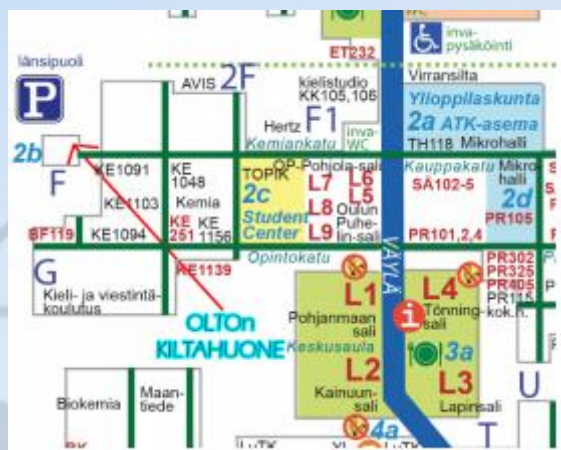 WC
ET232
inva-
pysäköinti
länsipuoli
P
AVIS
2F
kielistudio
KK105,106
Virransilta
Hertz
F1
inva-
WC
Ylioppilaskunta
2a ATK-asema
TH118 Mikrohalli
2b
Kemiankatu
F
KE1091
KE
1048
TOPIK
2c
Student
Center
OP-Pohjola-sali
L7
L6
L5
L8
L9
Oulun
Puhe-
lin-sali
Kauppakatu
SÄ102-5
Mikro-
halli
2d
PR105
KE1103
Kemia
KE
251
KE
1156
BF119
KE1094
KE1139
PR101,2,4
VÄYLÄ
Opintokatu
G
Kieli- ja viestintä-
koulutus
PR302
PR325
PR405
PR115
kok.h.
L1
Pohjanmaan
sali
L4
Tönning-
sali
i
OLTOn
KILTAHUONE
Keskusaula
3a
L2
Kainuun-
sali
L3
Lapinsali
U
Biokemia
Maan-
tiede
4a
T
LuTK
LuTK